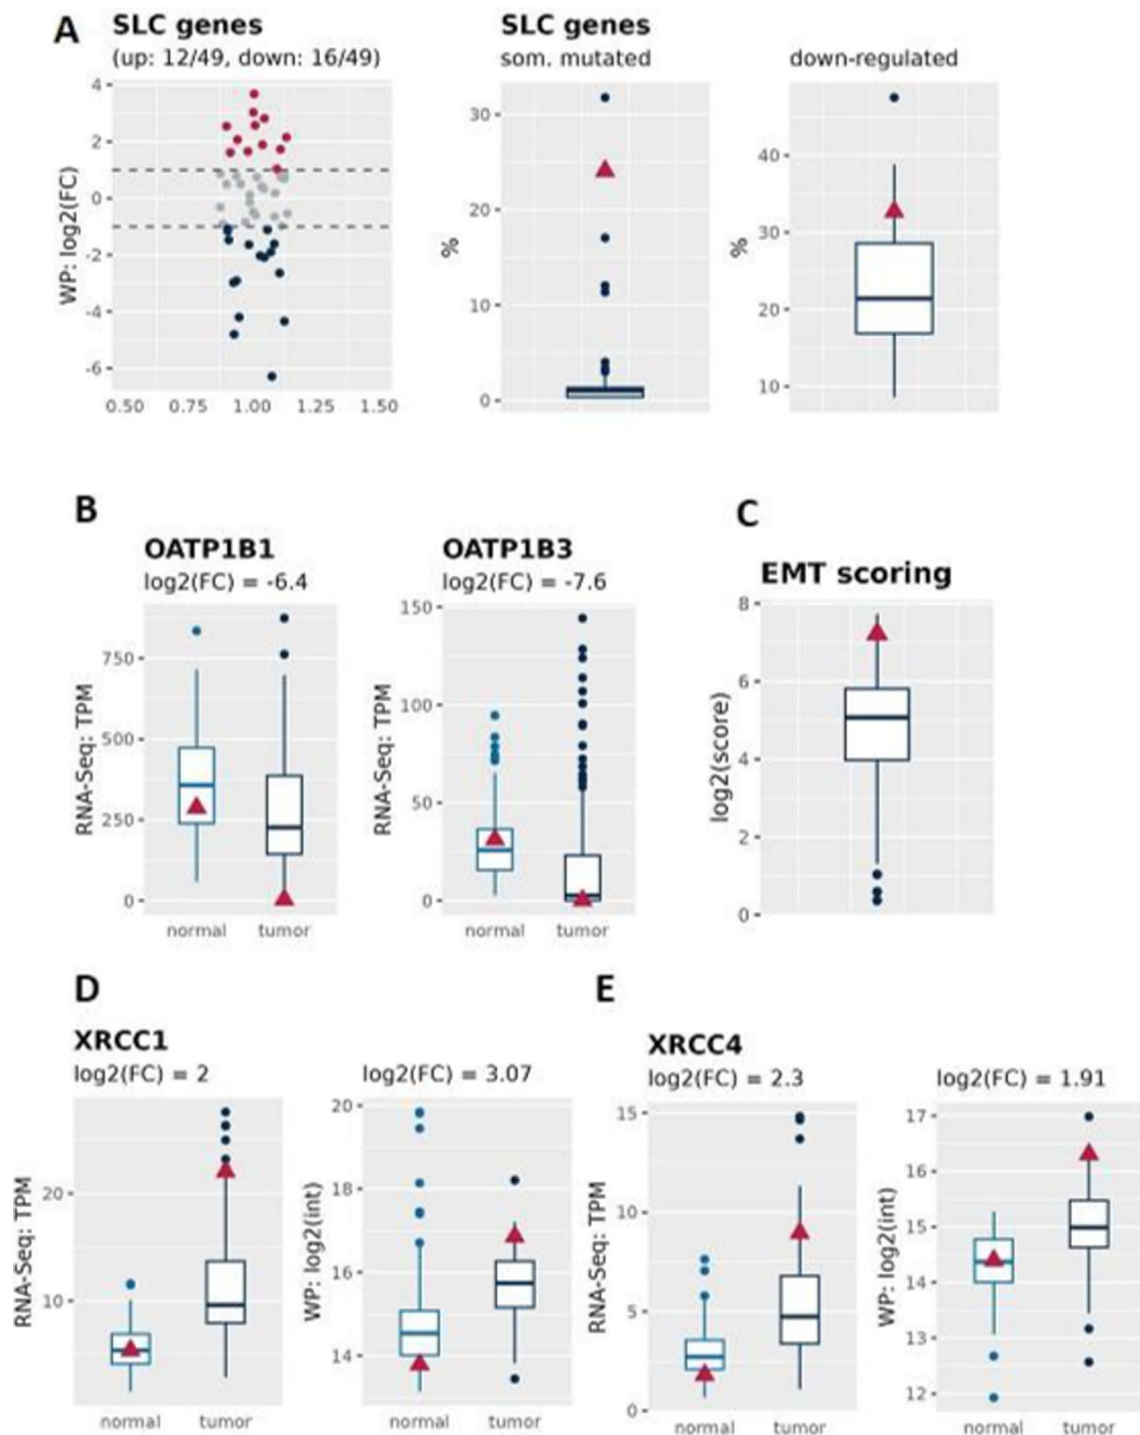 A
SLC genes
(up: 12/49, down: 16/49)
WP: log2(FC)
4
2
0
-2
-4
-6
0.50 0.75 1.00 1.25 1.50
SLC genes
som. mutated
%
30
20
10
0
down-regulated
%
40
30
20
10
B
OATP1B1
log2(FC) = -6.4
RNA-Seq: TPM
750
500
250
0
normal tumor
OATP1B3
log2(FC) = -7.6
RNA-Seq: TPM
150
100
50
0
normal tumor
C
EMT scoring
log2(score)
8
6
4
2
0
D
XRCC1
log2(FC) = 2
RNA-Seq: TPM
20
10
normal tumor
log2(FC) = 3.07
WP: log2(int)
20
18
16
14
normal tumor
E
XRCC4
log2(FC) = 2.3
RNA-Seq: TPM
15
10
5
0
normal tumor
log2(FC) = 1.91
WP: log2(int)
17
16
15
14
13
12
normal tumor